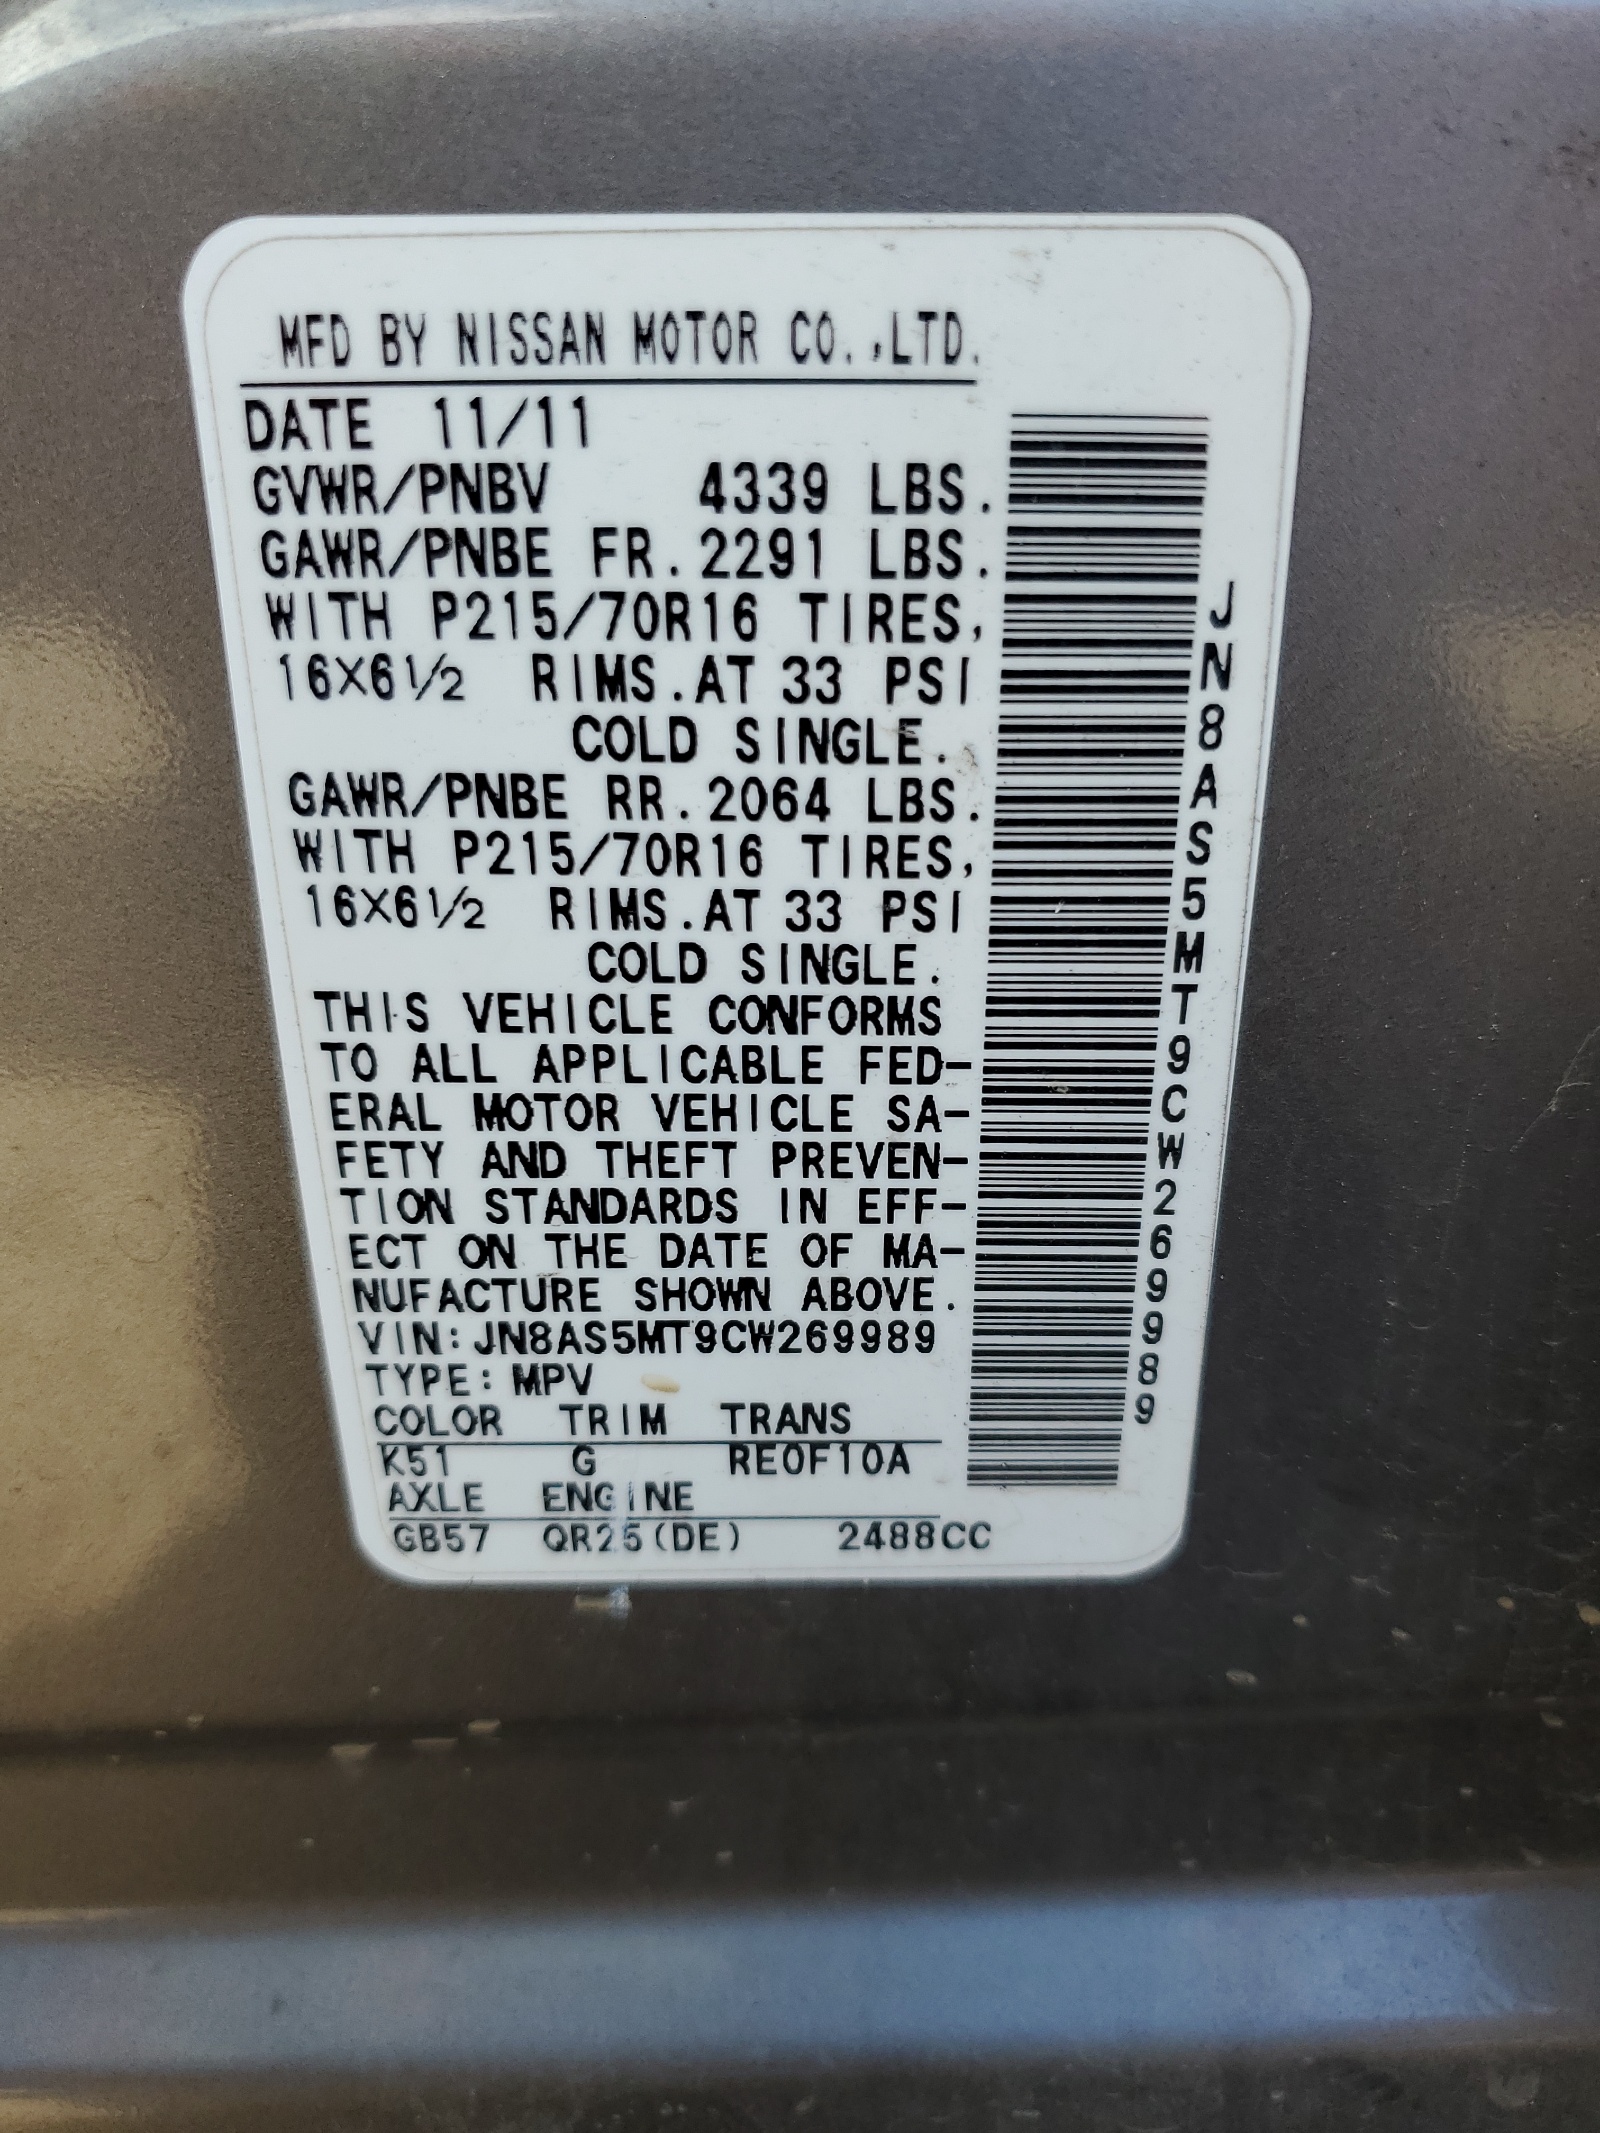 MFD BY NISSAN MOTOR CO.,LTD.
DATE 11/11
GVWR/PNBV 4339 LBS.
GAWR/PNBE FR. 2291 LBS.
WITH P215/70R16 TIRES,
16X6 1/2 RIMS. AT 33 PSI
COLD SINGLE.
GAWR/PNBE RR. 2064 LBS.
WITH P215/70R16 TIRES,
16X6 1/2 RIMS. AT 33 PSI
COLD SINGLE.
THIS VEHICLE CONFORMS
TO ALL APPLICABLE FED-
ERAL MOTOR VEHICLE SA-
FETY AND THEFT PREVEN-
TION STANDARDS IN EFF-
ECT ON THE DATE OF MA-
NUFACTURE SHOWN ABOVE.
VIN: JN8AS5MT9CW269989
TYPE: MPV
COLOR TRIM TRANS
K51 G RE0F10A
AXLE ENGINE
GB57 QR25(DE) 2488CC
JN8AS5MT9CW269989